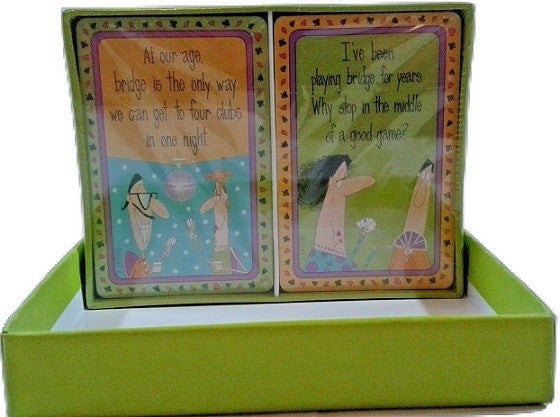 At our age,
bridge is the only way
we can get to four clubs
in one night.
I've been
playing bridge for years.
Why stop in the middle
of a good game?